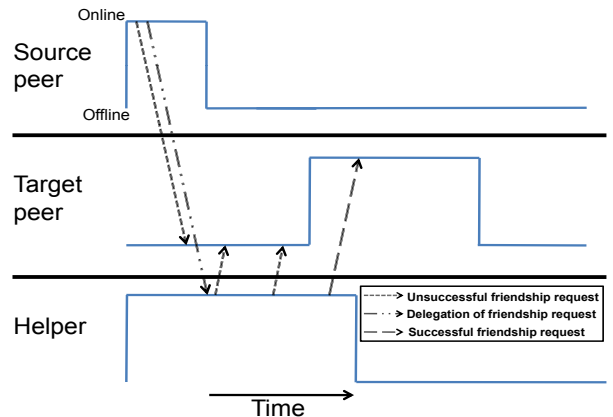 Online
Source
peer
Offline
Target
peer
Unsuccessful friendship request
Delegation of friendship request
Successful friendship request
Helper
Time